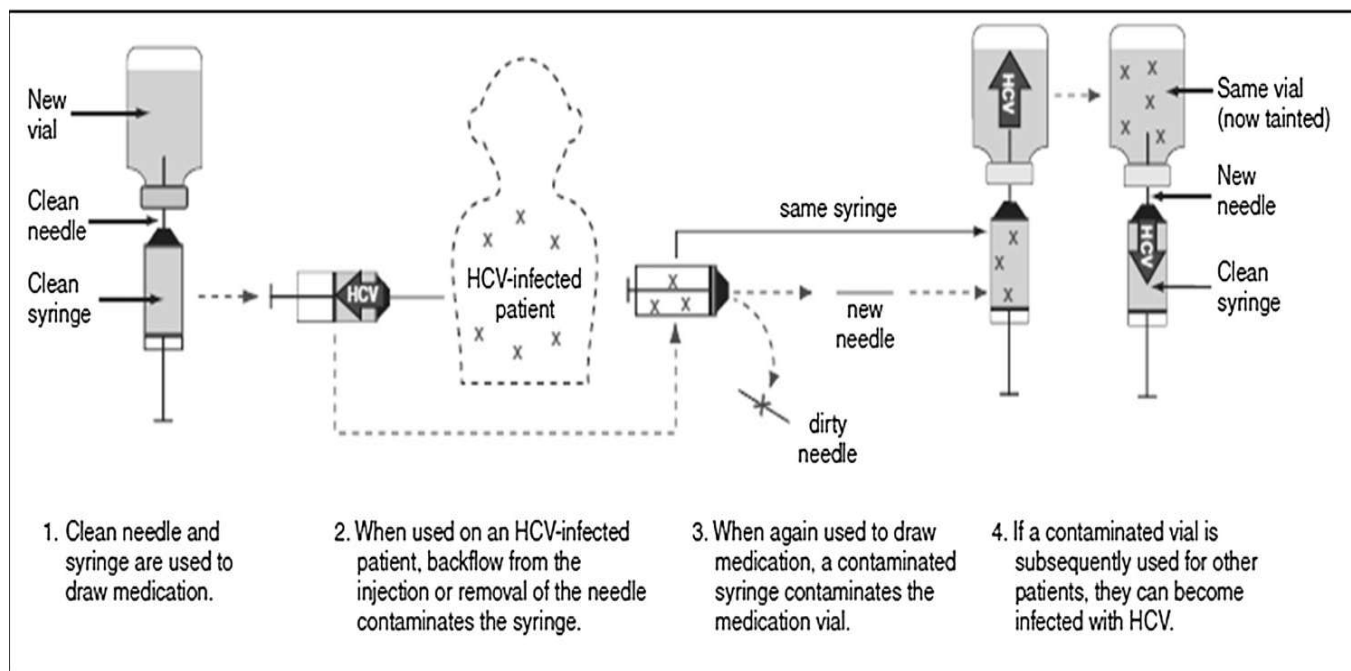 New
vial
Clean
needle
Clean
syringe
HCV
HCV-infected
patient
X
X
X
X
X
X
X
X
X
X
same syringe
new
needle
dirty
needle
HCV
X
X
X
X
X
X
X
X
HCV
Same vial
(now tainted)
New
needle
Clean
syringe
1. Clean needle and
syringe are used to
draw medication.
2. When used on an HCV-infected
patient, backflow from the
injection or removal of the needle
contaminates the syringe.
3. When again used to draw
medication, a contaminated
syringe contaminates the
medication vial.
4. If a contaminated vial is
subsequently used for other
patients, they can become
infected with HCV.